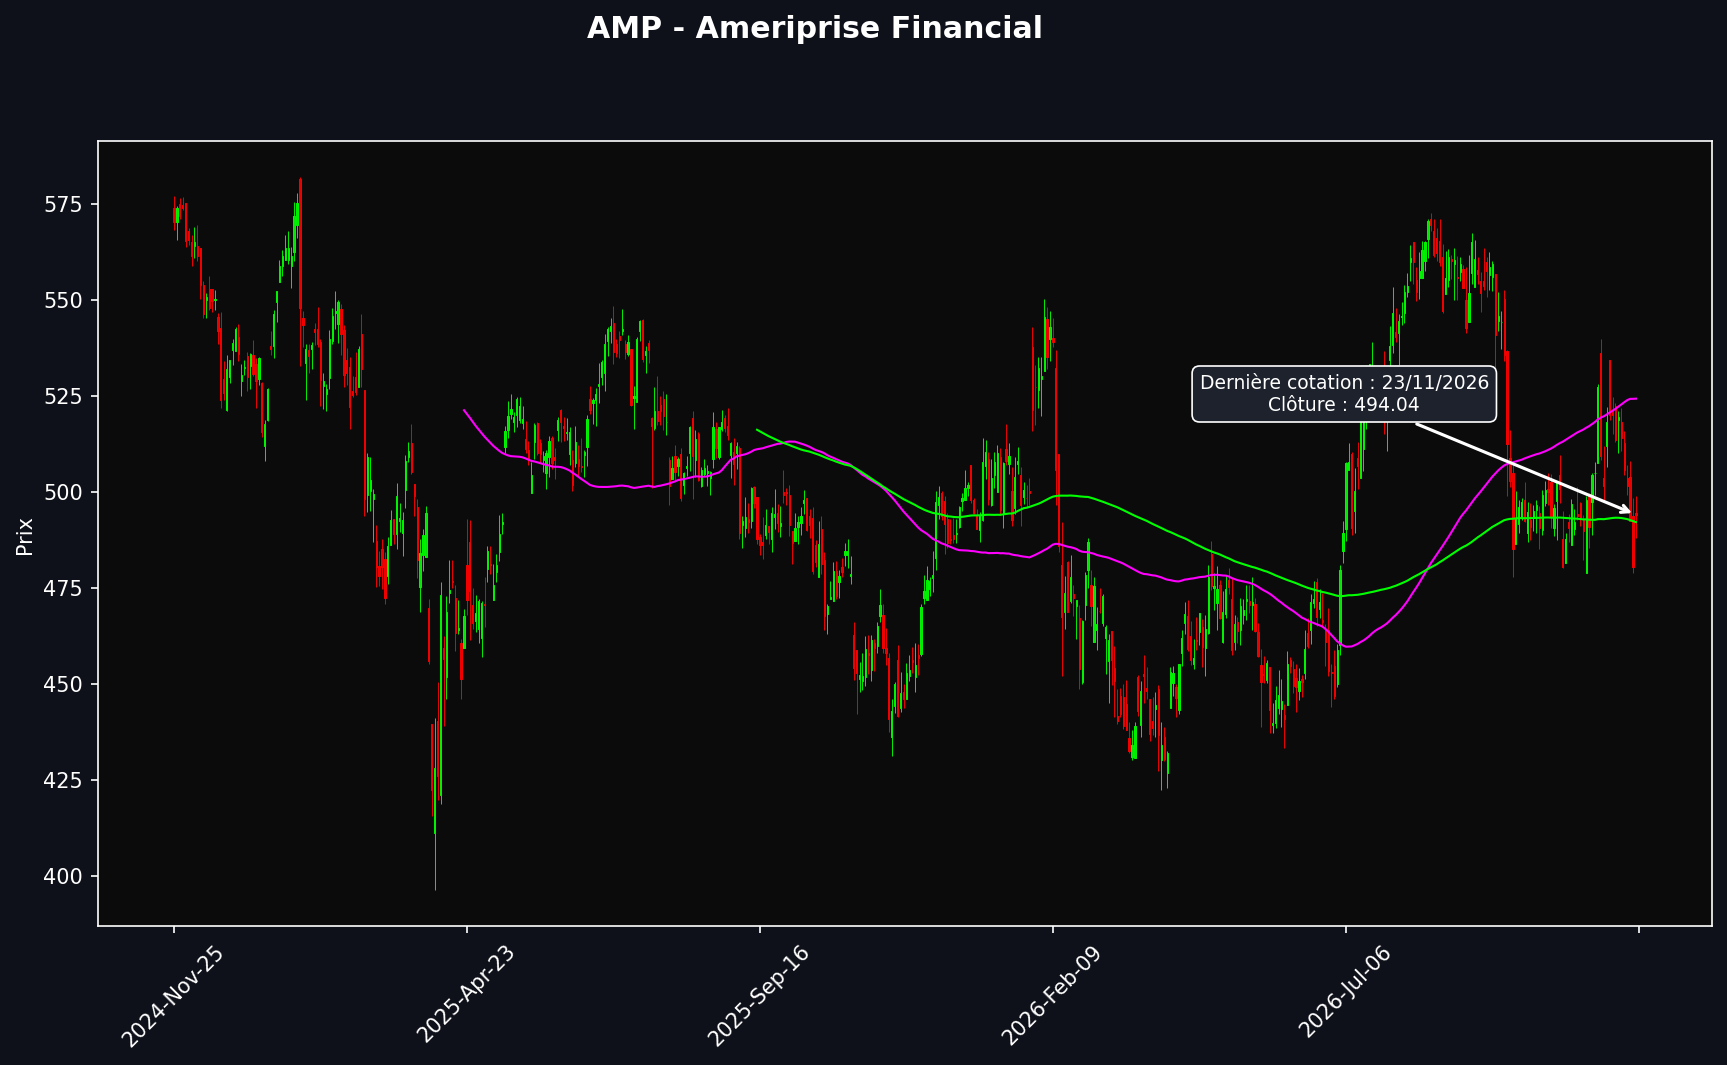 AMP - Ameriprise Financial
Prix
575
550
525
500
475
450
425
400
Dernière cotation : 23/11/2026
Clôture : 494.04
2024-Nov-25
2025-Apr-23
2025-Sep-16
2026-Feb-09
2026-Jul-06